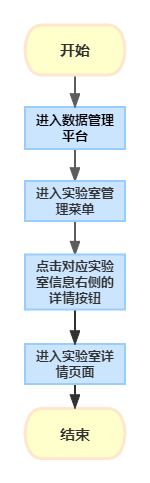 开始
进入数据管理
平台
进入实验室管
理菜单
点击对应实验
室信息右侧的
详情按钮
进入实验室详
情页面
结束